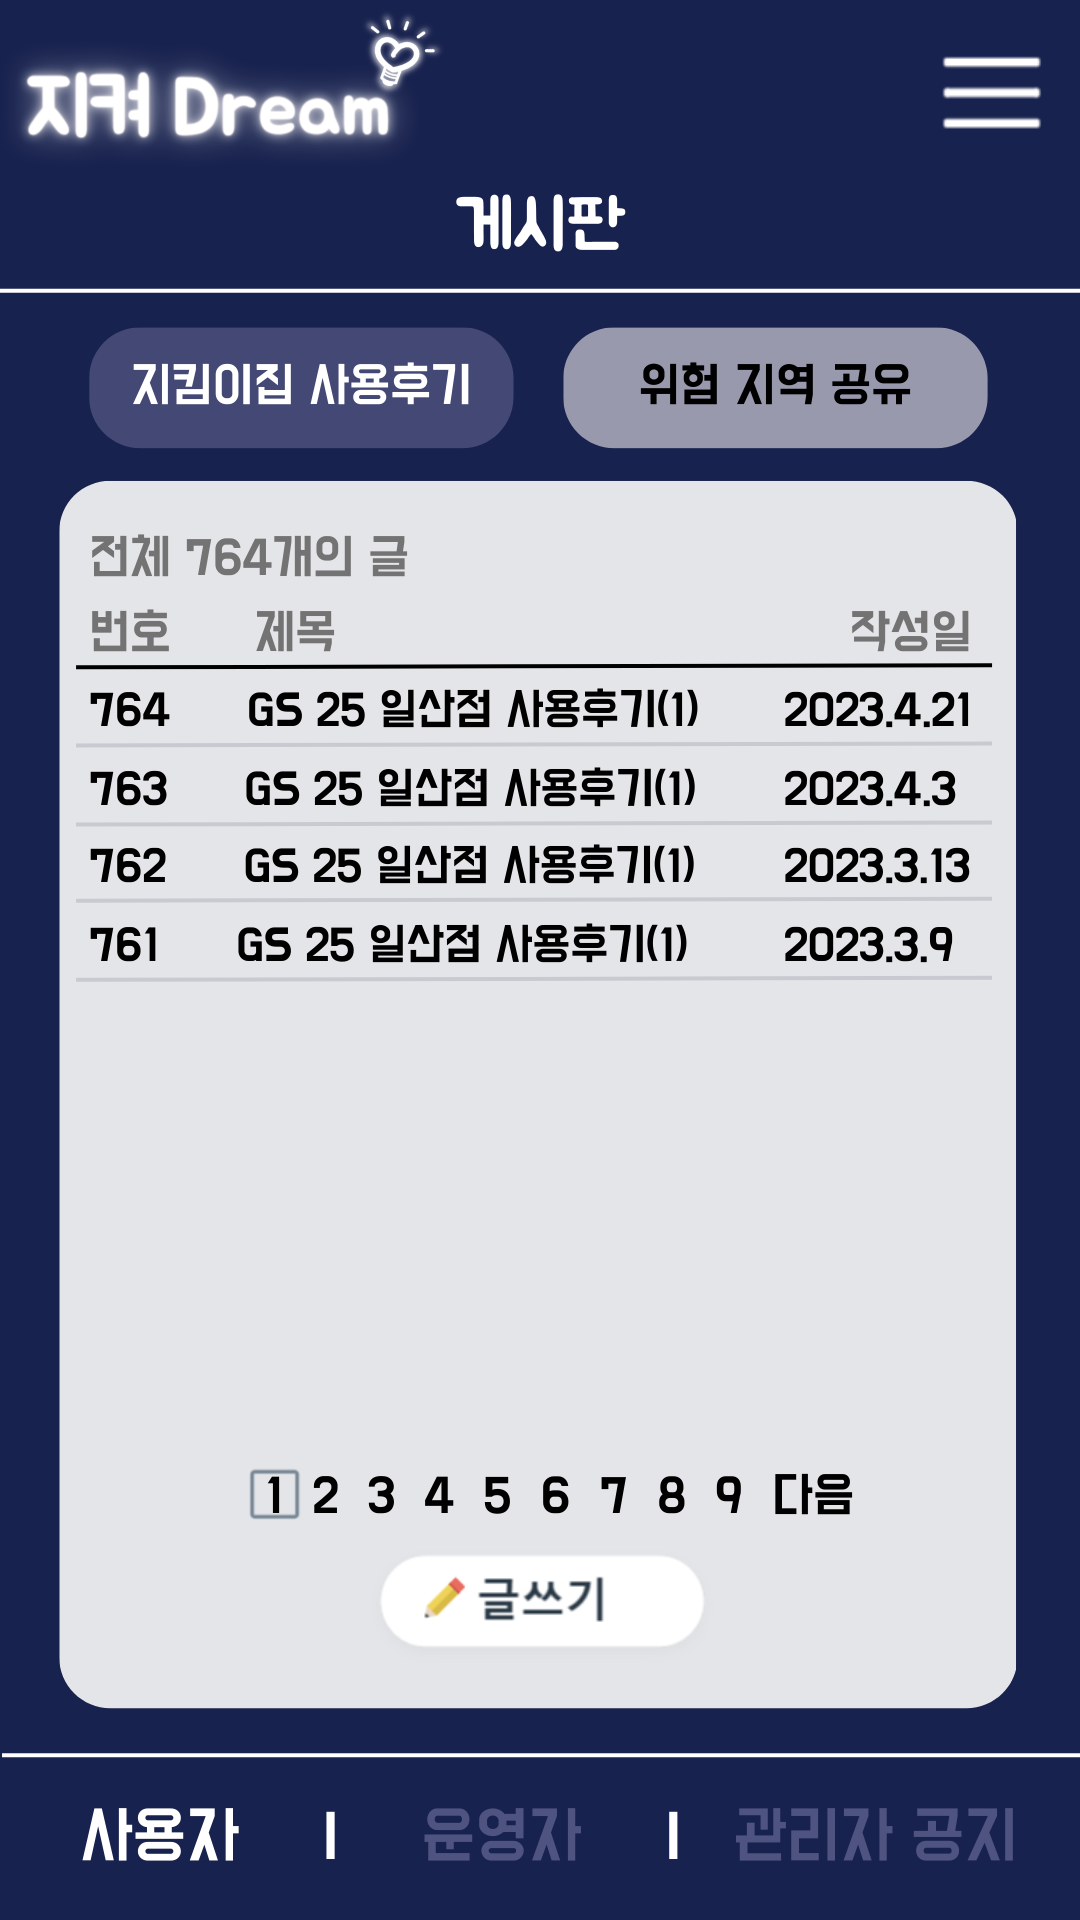 지켜 Dream
게시판
지킴이집 사용후기 위험 지역 공유
전체 764개의 글
번호 제목 작성일
764 GS 25 일산점 사용후기(1) 2023.4.21
763 GS 25 일산점 사용후기(1) 2023.4.3
762 GS 25 일산점 사용후기(1) 2023.3.13
761 GS 25 일산점 사용후기(1) 2023.3.9
1 2 3 4 5 6 7 8 9 다음
글쓰기
사용자 | 운영자 | 관리자 공지